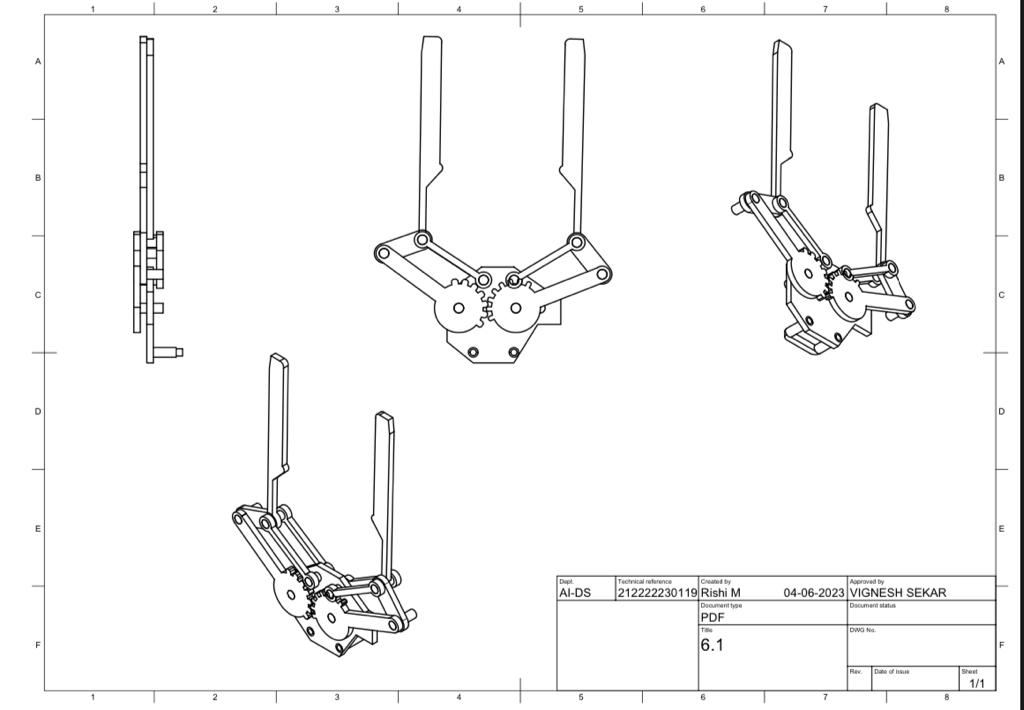 1 2 3 4 5 6 7 8
A A
B B
C C
D D
E E
F F
Dept. Technical reference Created by Approved by
AI-DS 212222230119 Rishi M 04-06-2023 VIGNESH SEKAR
Document type Document status
PDF
Title DWG No.
6.1
Rev. Date of issue Sheet
1/1
1 2 3 4 5 6 7 8